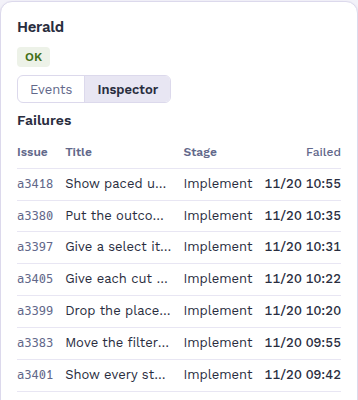 Herald
OK
Events Inspector
Failures
Issue Title Stage Failed
a3418 Show paced u... Implement 11/20 10:55
a3380 Put the outco... Implement 11/20 10:35
a3397 Give a select it... Implement 11/20 10:31
a3405 Give each cut ... Implement 11/20 10:22
a3399 Drop the place... Implement 11/20 10:20
a3383 Move the filter... Implement 11/20 09:55
a3401 Show every st... Implement 11/20 09:42